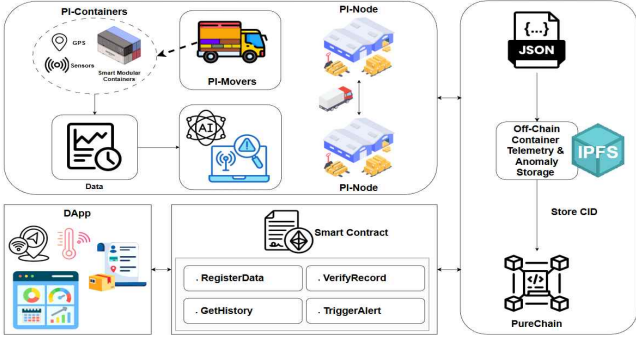 PI-Containers
GPS
Sensors
Smart Modular
Containers
PI-Movers
PI-Node
PI-Node
Data
AI
{...}
JSON
Off-Chain
Container
Telemetry &
Anomaly
Storage
IPFS
Store CID
</>
PureChain
DApp
Smart Contract
. RegisterData
. VerifyRecord
. GetHistory
. TriggerAlert